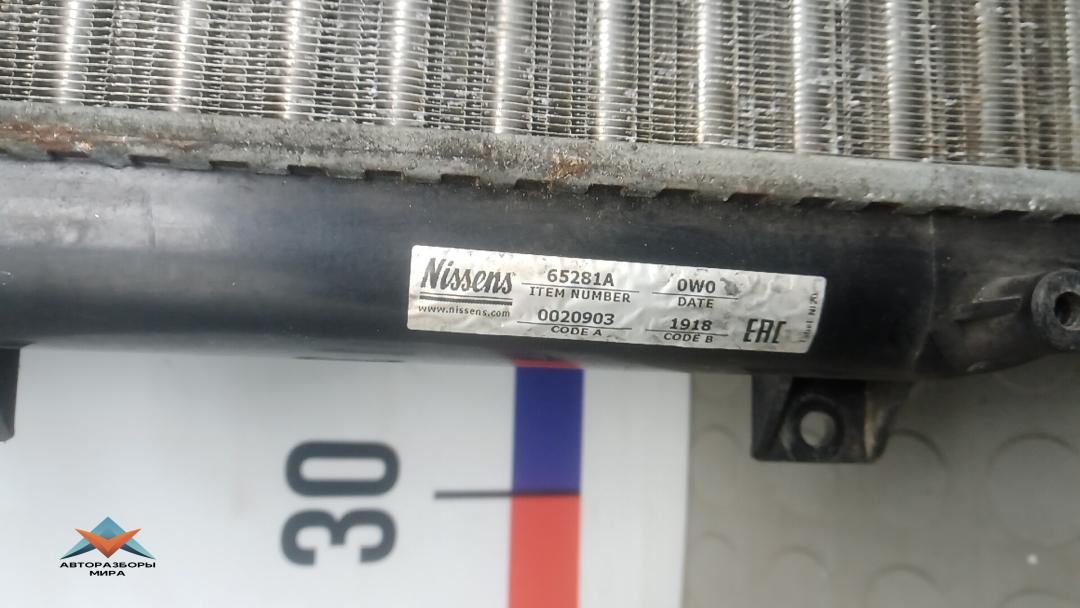 Nissens
www.nissens.com
65281A
ITEM NUMBER
0020903
CODE A
0W0
DATE
1918
CODE B
EAC
30
АВТОРАЗБОРЫ
МИРА